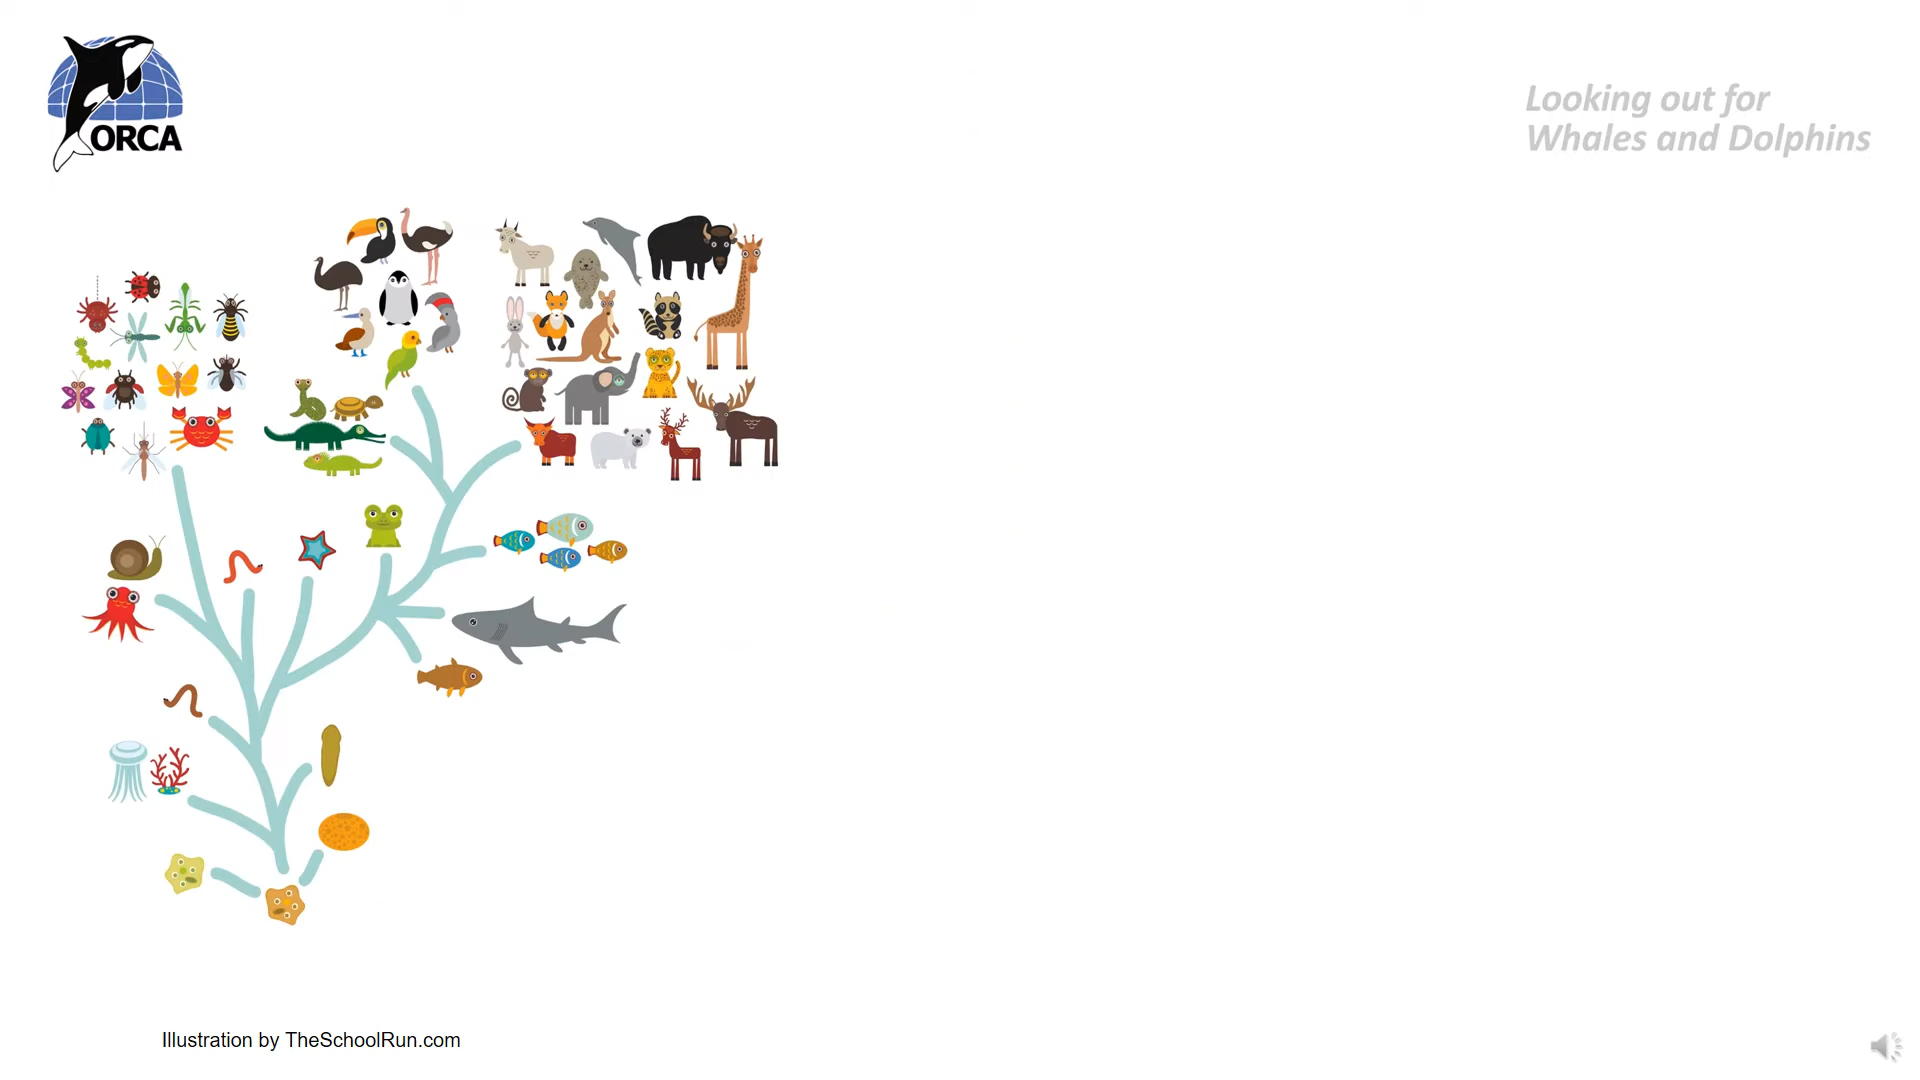 ORCA
Looking out for
Whales and Dolphins
Illustration by TheSchoolRun.com